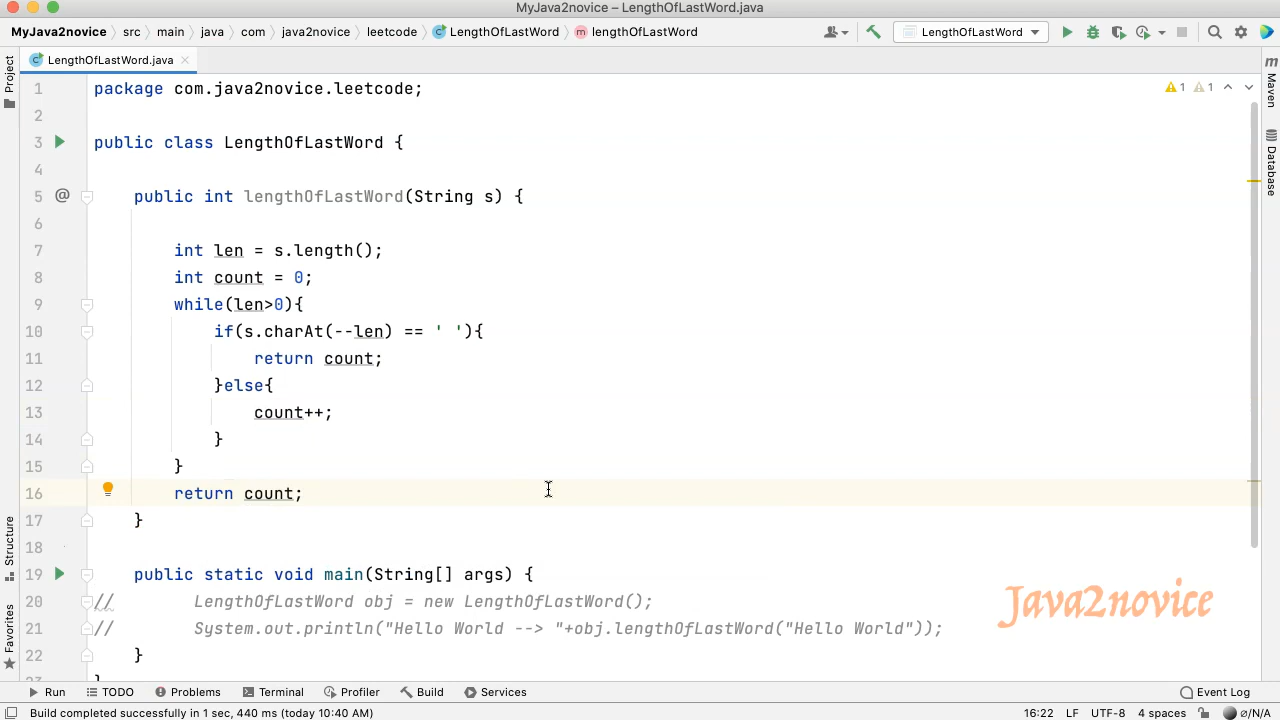 MyJava2novice – LengthOfLastWord.java
MyJava2novice src main java com java2novice leetcode LengthOfLastWord lengthOfLastWord LengthOfLastWord
LengthOfLastWord.java
Project
Structure
Favorites
Maven
Database
1 1
1 package com.java2novice.leetcode;
2
3 public class LengthOfLastWord {
4
5 @ public int lengthOfLastWord(String s) {
6
7 int len = s.length();
8 int count = 0;
9 while(len>0){
10 if(s.charAt(--len) == ' '){
11 return count;
12 }else{
13 count++;
14 }
15 }
16 return count;
17 }
18
19 public static void main(String[] args) {
20 // LengthOfLastWord obj = new LengthOfLastWord();
21 // System.out.println("Hello World --> "+obj.lengthOfLastWord("Hello World"));
22 }
Java2novice
Run TODO Problems Terminal Profiler Build Services Event Log
Build completed successfully in 1 sec, 440 ms (today 10:40 AM) 16:22 LF UTF-8 4 spaces ⌀/N/A